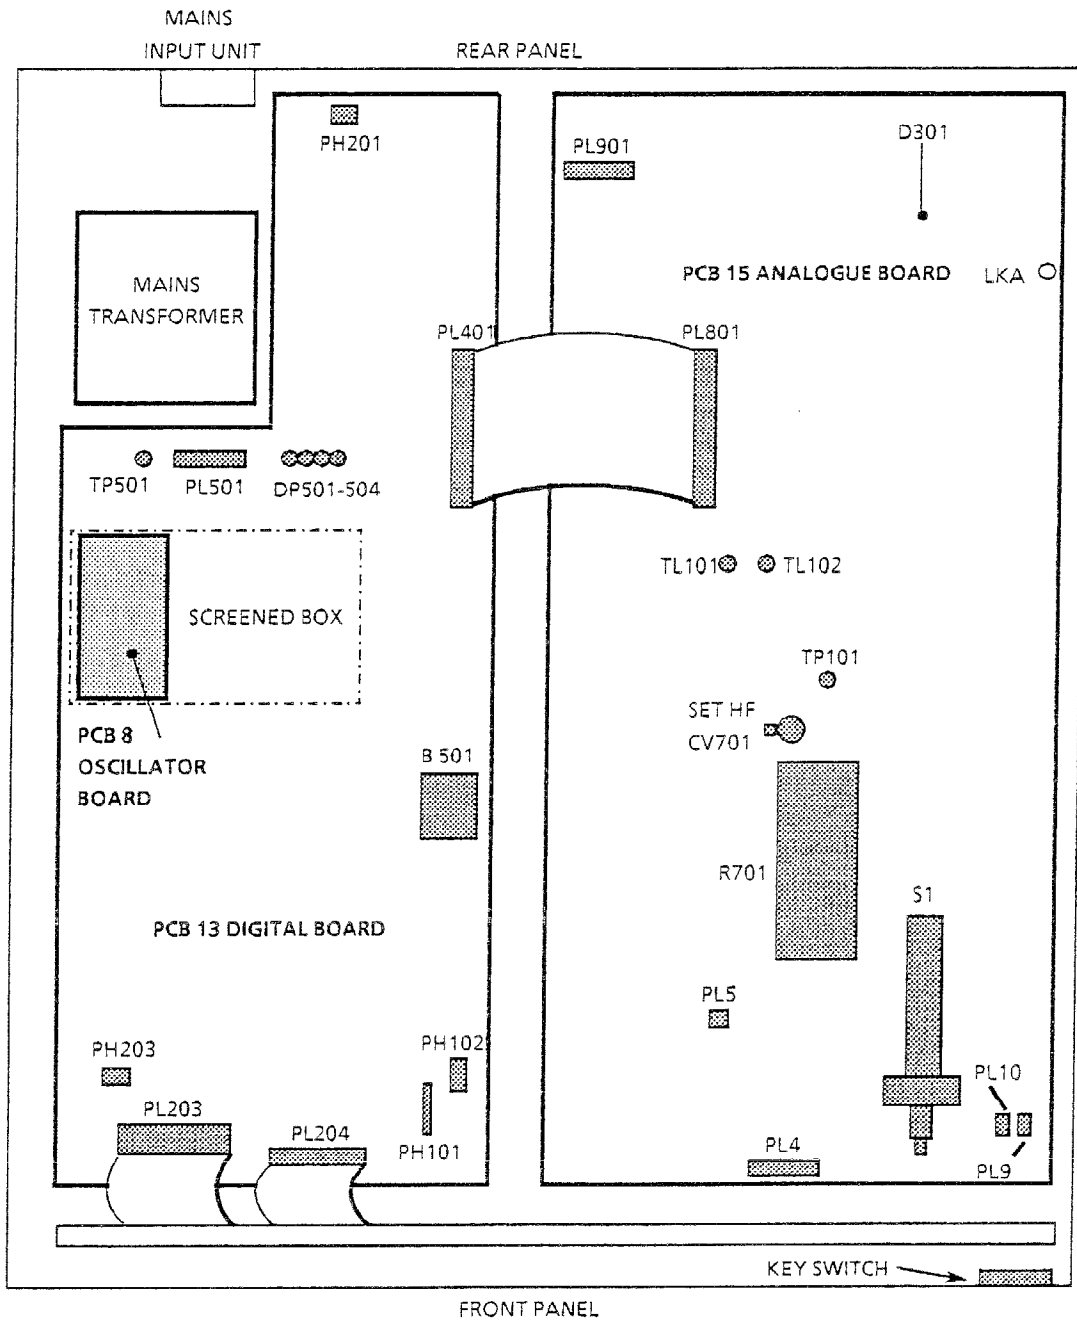 MAINS
INPUT UNIT
REAR PANEL
PH201
PL901
D301
MAINS
TRANSFORMER
PCB 15 ANALOGUE BOARD
LKA
PL401
PL801
TP501
PL501
DP501-504
TL101
TL102
SCREENED BOX
TP101
SET HF
CV701
PCB 8
OSCILLATOR
BOARD
B 501
R701
S1
PCB 13 DIGITAL BOARD
PL5
PH203
PH102
PL10
PL203
PL204
PH101
PL4
PL9
KEY SWITCH
FRONT PANEL